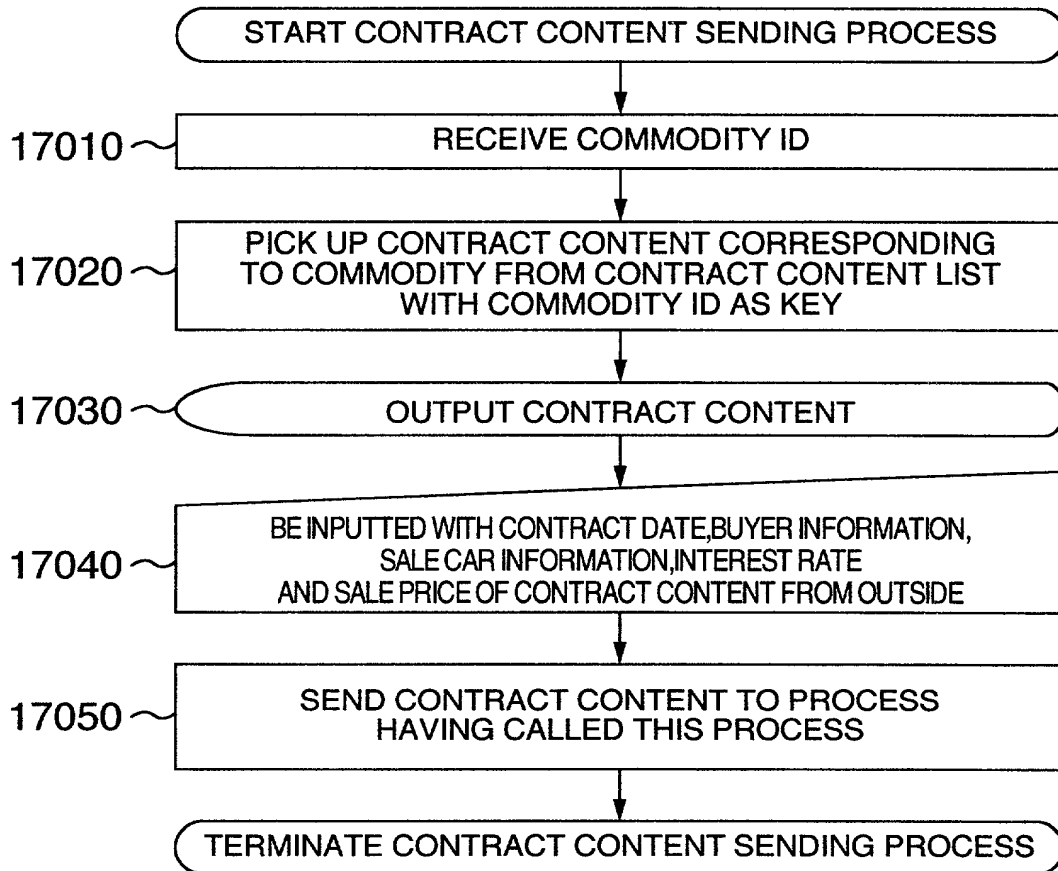 START CONTRACT CONTENT SENDING PROCESS
17010
RECEIVE COMMODITY ID
17020
PICK UP CONTRACT CONTENT CORRESPONDING
TO COMMODITY FROM CONTRACT CONTENT LIST
WITH COMMODITY ID AS KEY
17030
OUTPUT CONTRACT CONTENT
17040
BE INPUTTED WITH CONTRACT DATE,BUYER INFORMATION,
SALE CAR INFORMATION,INTEREST RATE
AND SALE PRICE OF CONTRACT CONTENT FROM OUTSIDE
17050
SEND CONTRACT CONTENT TO PROCESS
HAVING CALLED THIS PROCESS
TERMINATE CONTRACT CONTENT SENDING PROCESS